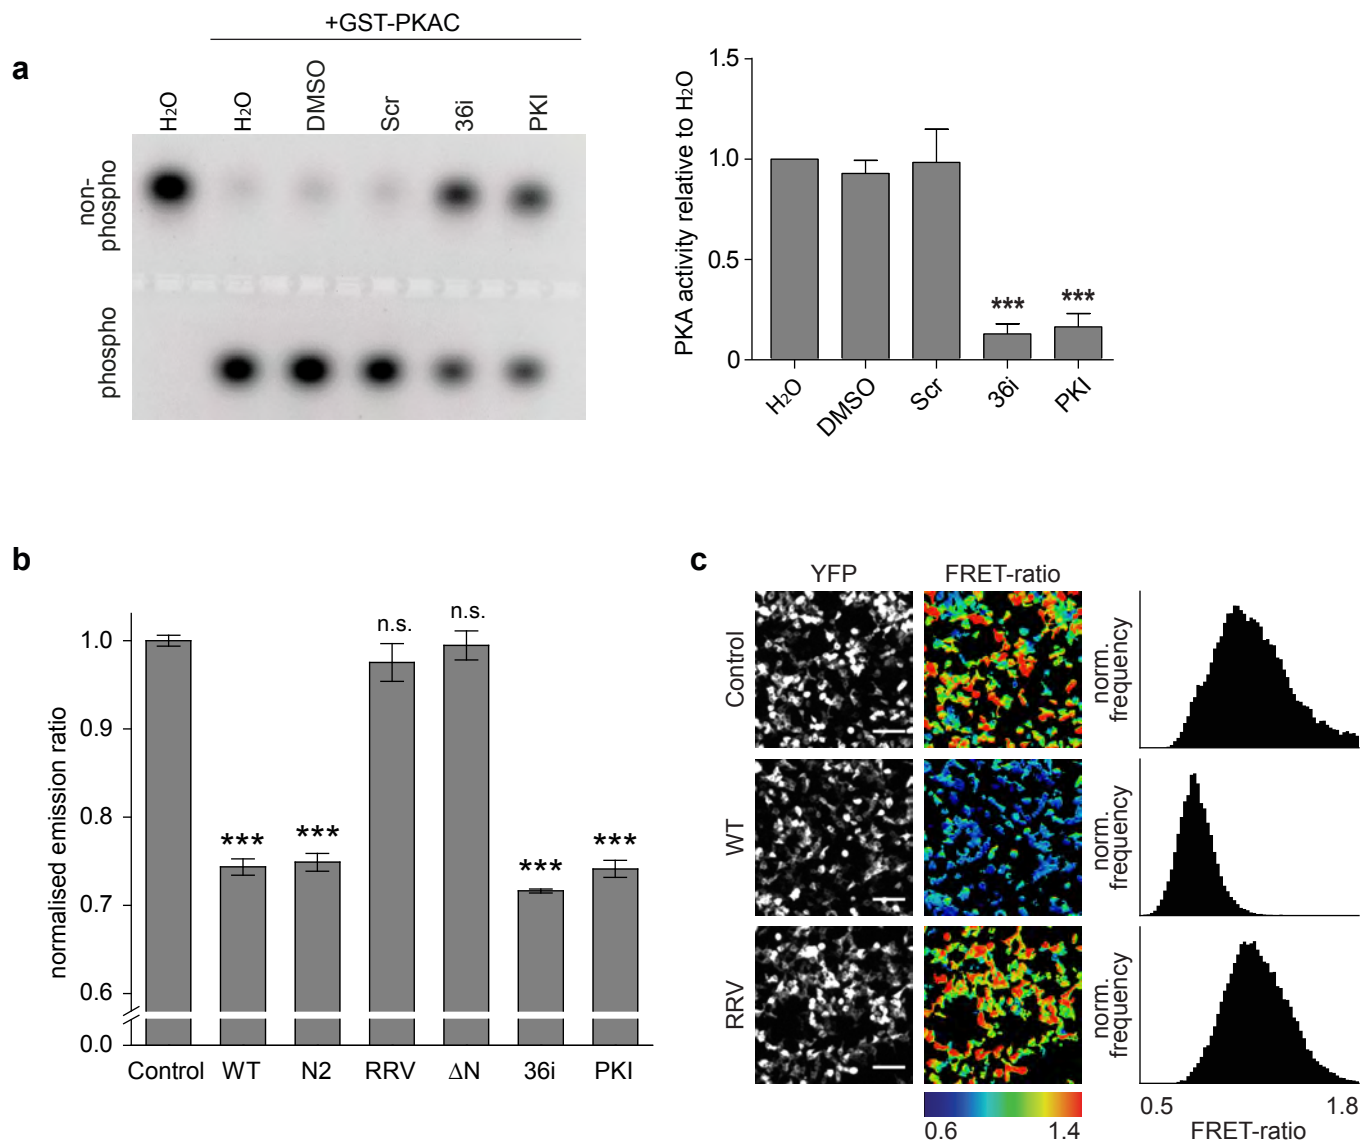 a
+GST-PKAC
H₂O
H₂O
DMSO
Scr
36i
PKI
non-
phospho
phospho
PKA activity relative to H₂O
1.5
1.0
0.5
0
***
***
H₂O
DMSO
Scr
36i
PKI
b
normalised emission ratio
1.0
0.9
0.8
0.7
0.6
0.0
***
***
n.s.
n.s.
***
***
Control
WT
N2
RRV
ΔN
36i
PKI
c
YFP
FRET-ratio
Control
norm.
frequency
WT
norm.
frequency
RRV
norm.
frequency
0.6
1.4
0.5
1.8
FRET-ratio